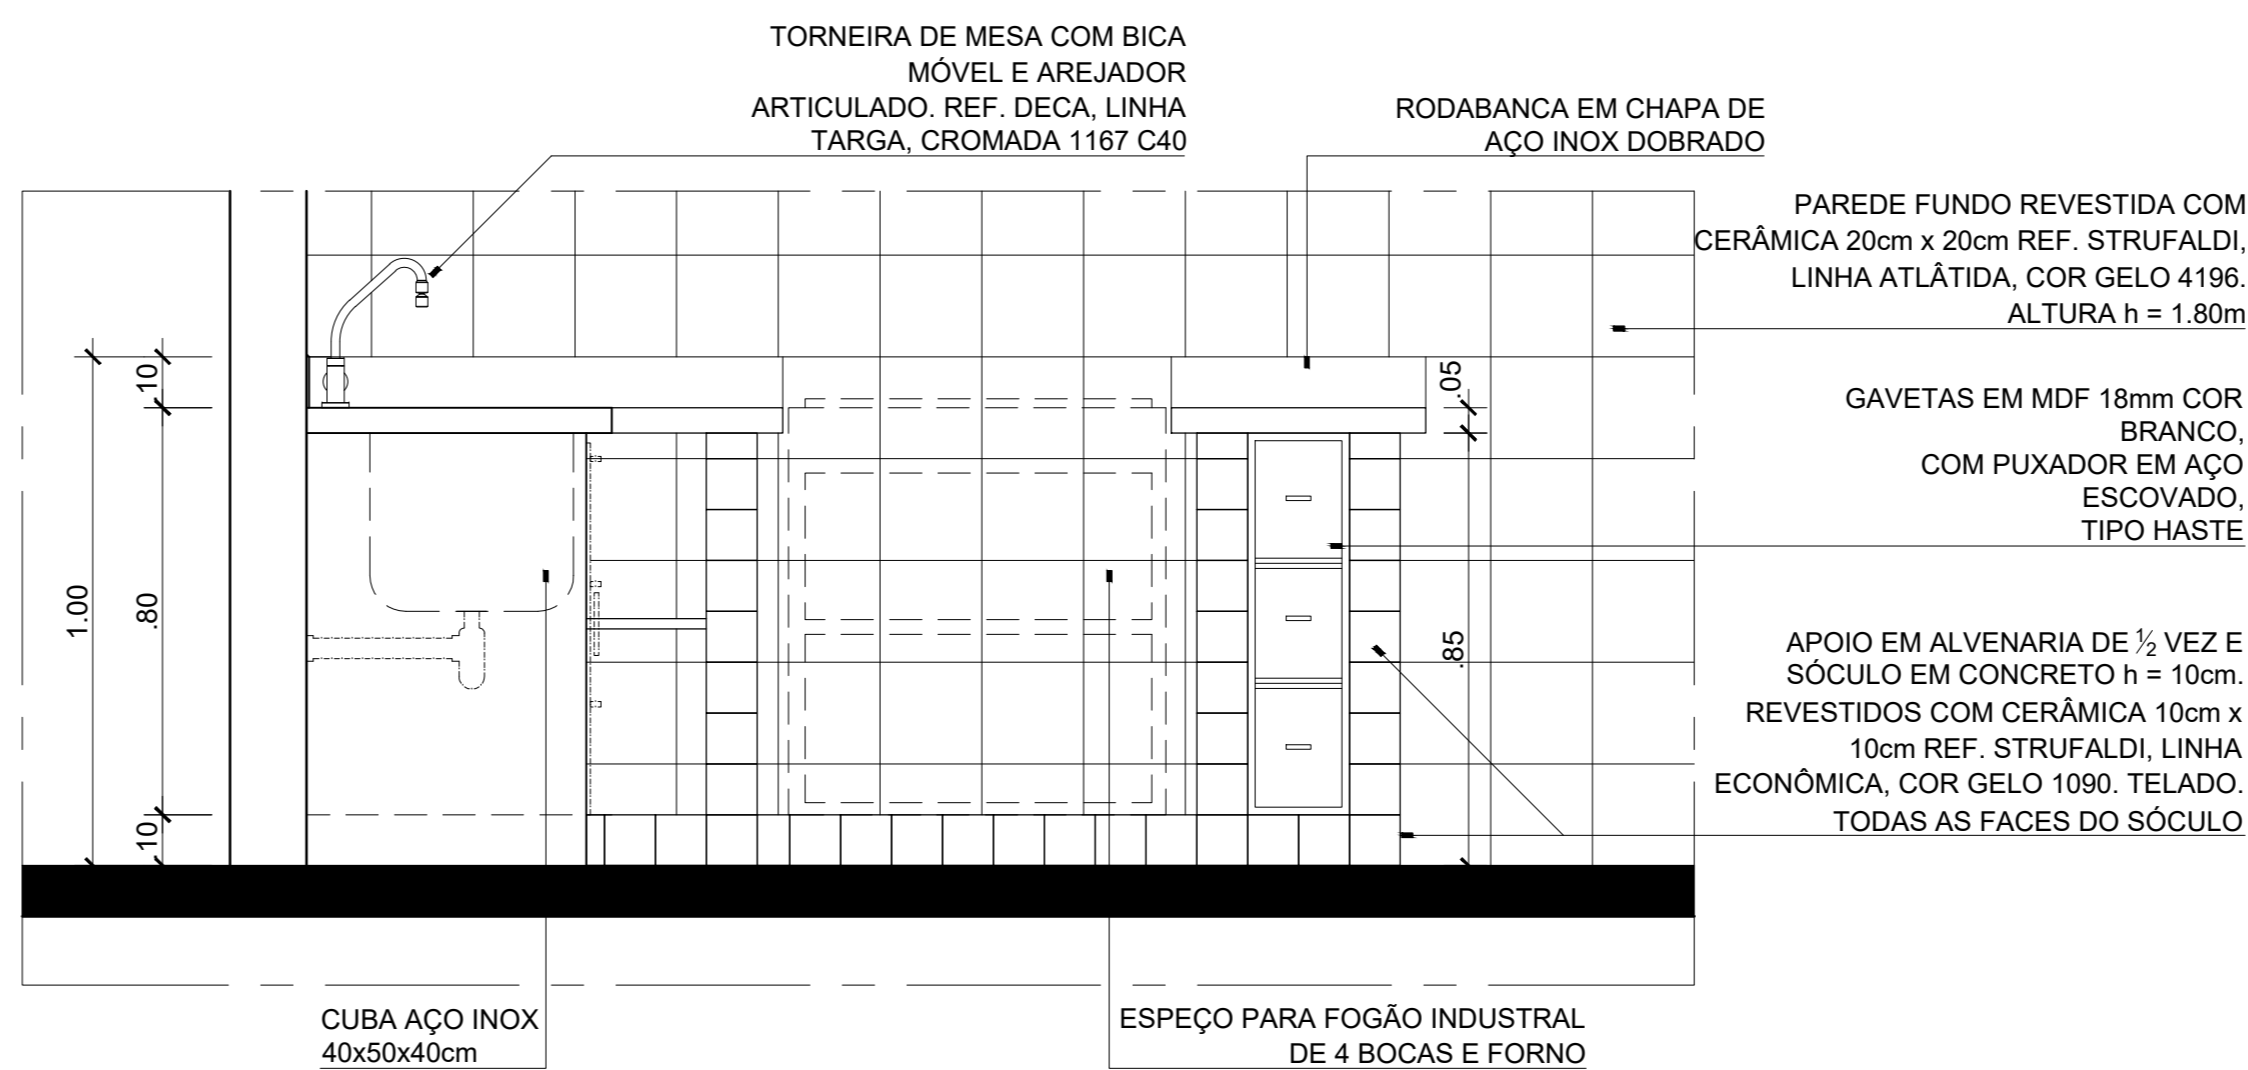 TORNEIRA DE MESA COM BICA
MÓVEL E AREJADOR
ARTICULADO. REF. DECA, LINHA
TARGA, CROMADA 1167 C40
RODABANCA EM CHAPA DE
AÇO INOX DOBRADO
PAREDE FUNDO REVESTIDA COM
CERÂMICA 20cm x 20cm REF. STRUFALDI,
LINHA ATLÂTIDA, COR GELO 4196.
ALTURA h = 1.80m
GAVETAS EM MDF 18mm COR
BRANCO,
COM PUXADOR EM AÇO
ESCOVADO,
TIPO HASTE
APOIO EM ALVENARIA DE ½ VEZ E
SÓCULO EM CONCRETO h = 10cm.
REVESTIDOS COM CERÂMICA 10cm x
10cm REF. STRUFALDI, LINHA
ECONÔMICA, COR GELO 1090. TELADO.
TODAS AS FACES DO SÓCULO
1.00
.10
.80
.10
.05
.85
CUBA AÇO INOX
40x50x40cm
ESPEÇO PARA FOGÃO INDUSTRAL
DE 4 BOCAS E FORNO